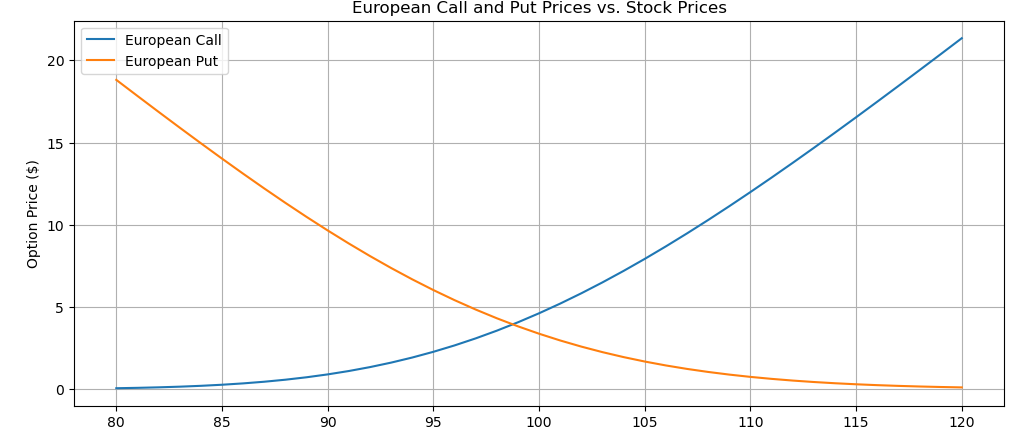 European Call and Put Prices vs. Stock Prices
European Call
European Put
Option Price ($)
20
15
10
5
0
80 85 90 95 100 105 110 115 120